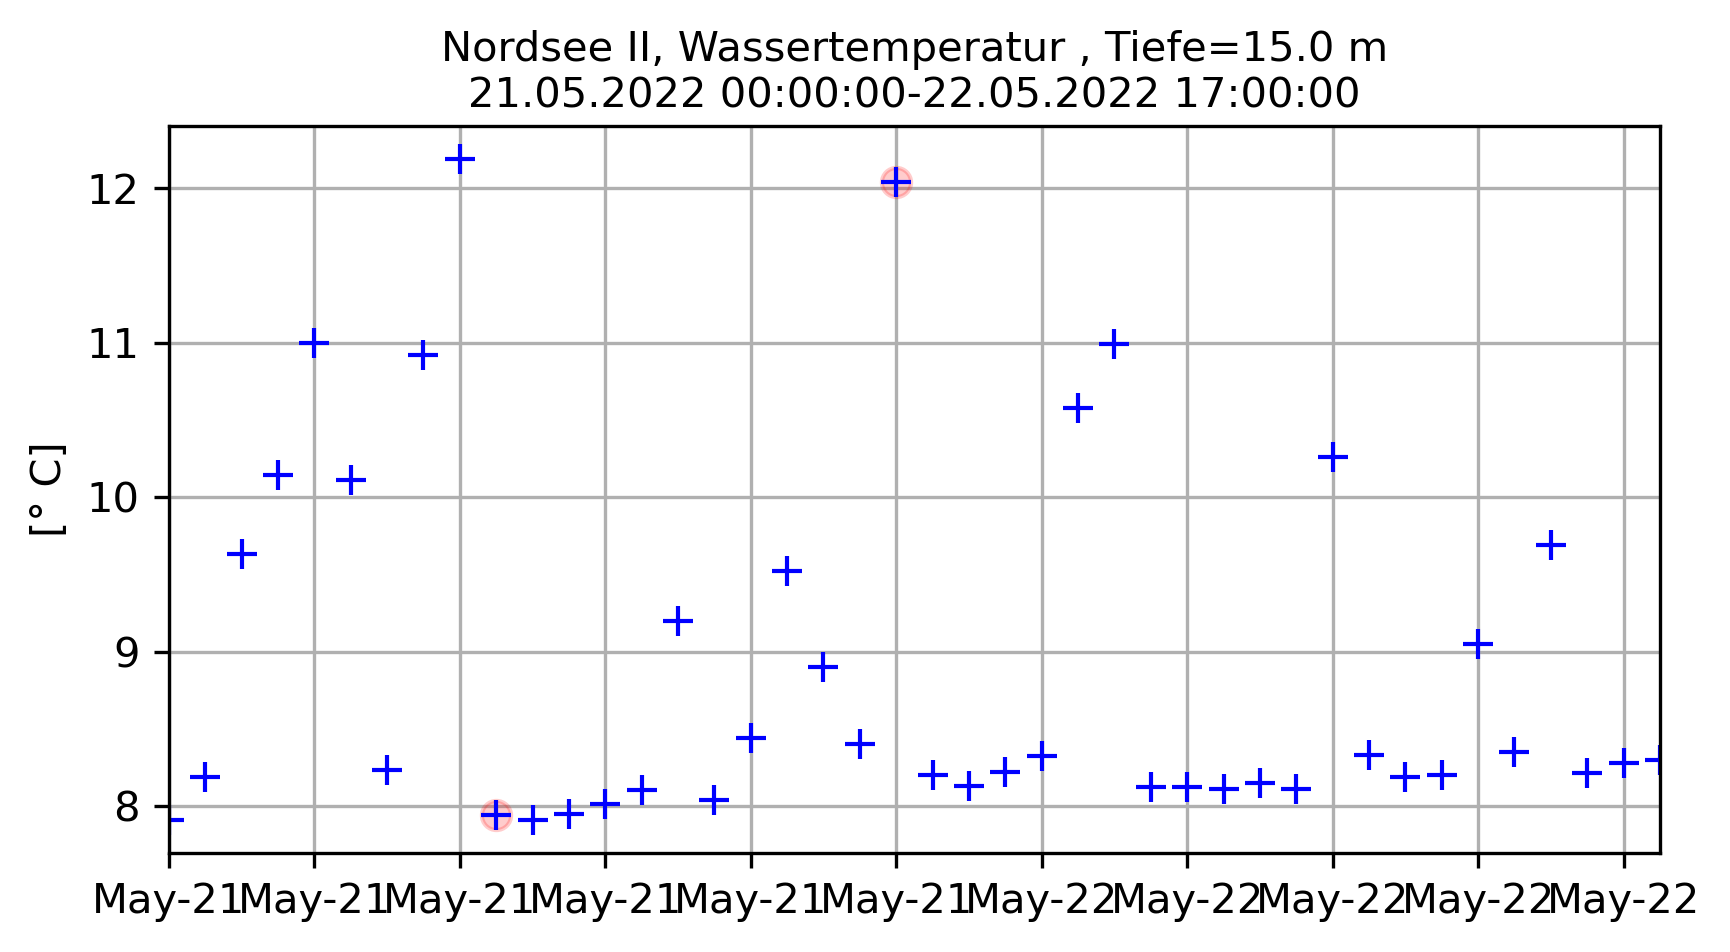 Nordsee II, Wassertemperatur , Tiefe=15.0 m
21.05.2022 00:00:00-22.05.2022 17:00:00
[° C]
12
11
10
9
8
May-21 May-21 May-21 May-21 May-21 May-21 May-22 May-22 May-22 May-22 May-22